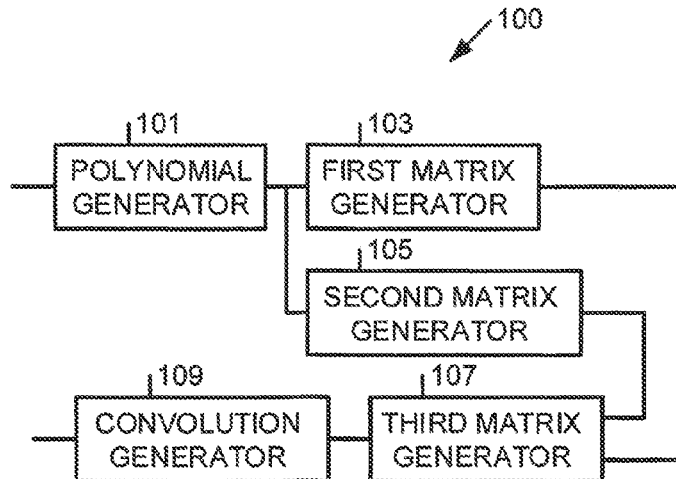 100
101
POLYNOMIAL
GENERATOR
103
FIRST MATRIX
GENERATOR
105
SECOND MATRIX
GENERATOR
109
CONVOLUTION
GENERATOR
107
THIRD MATRIX
GENERATOR